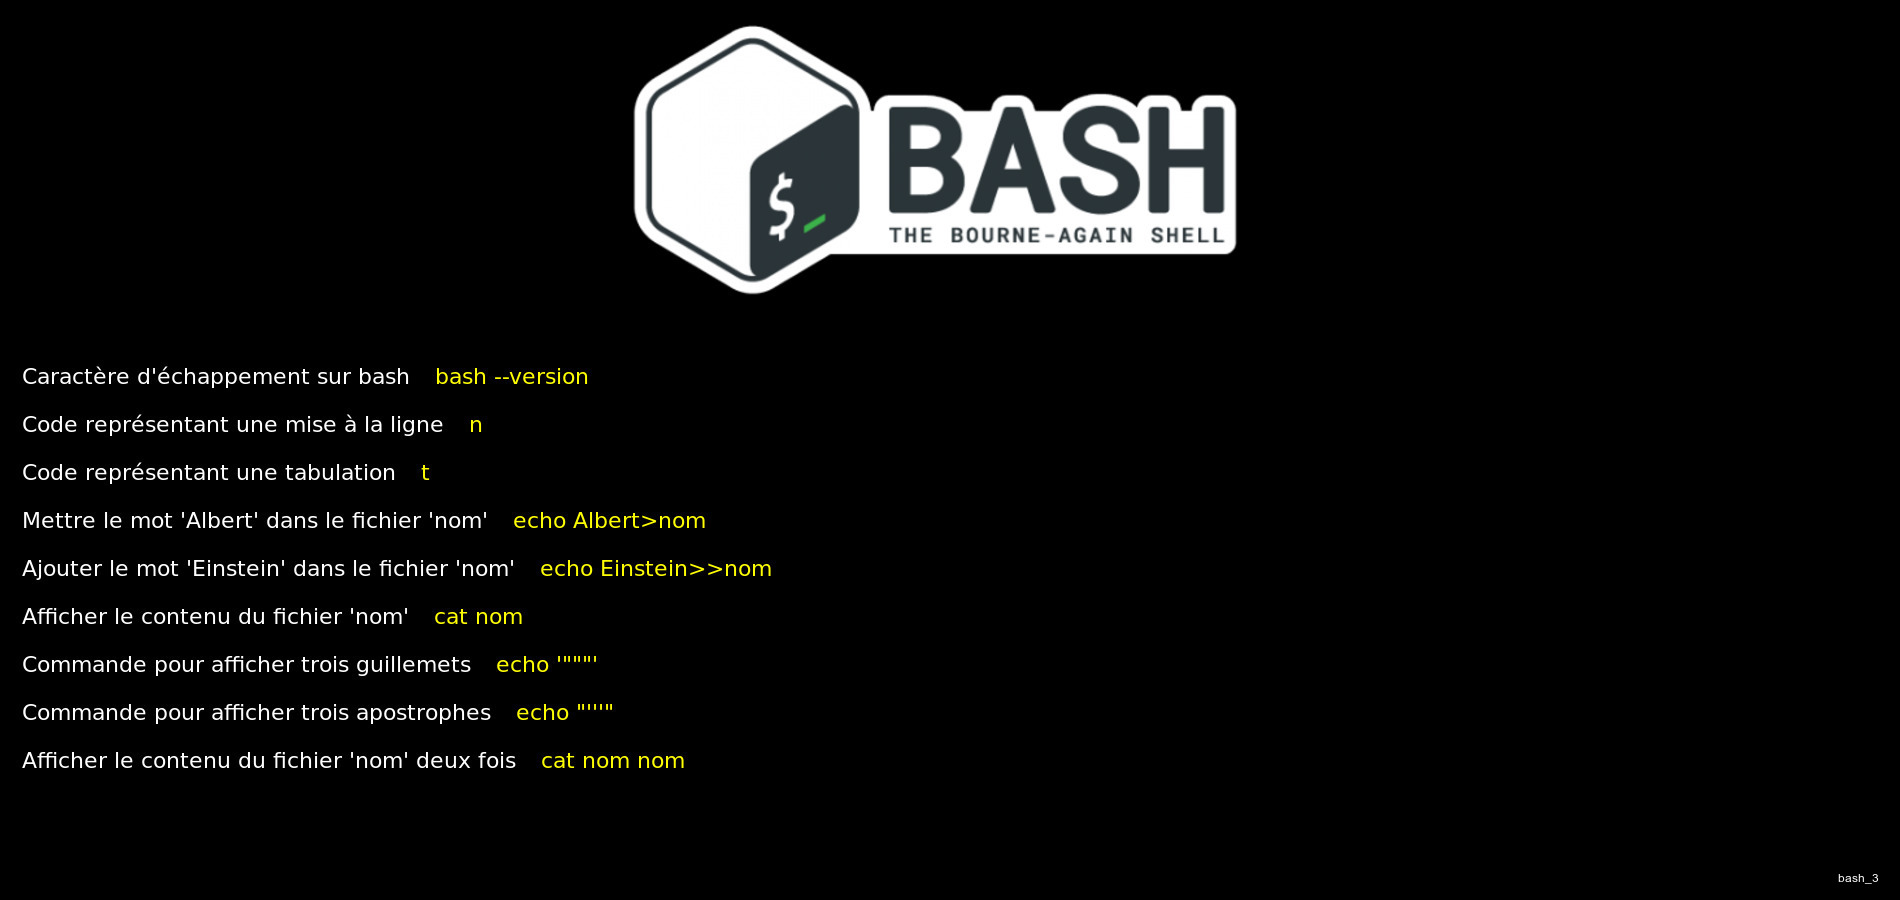 $_
BASH
THE BOURNE-AGAIN SHELL
Caractère d'échappement sur bash bash --version
Code représentant une mise à la ligne n
Code représentant une tabulation t
Mettre le mot 'Albert' dans le fichier 'nom' echo Albert>nom
Ajouter le mot 'Einstein' dans le fichier 'nom' echo Einstein>>nom
Afficher le contenu du fichier 'nom' cat nom
Commande pour afficher trois guillemets echo '"""'
Commande pour afficher trois apostrophes echo "'''"
Afficher le contenu du fichier 'nom' deux fois cat nom nom
bash_3